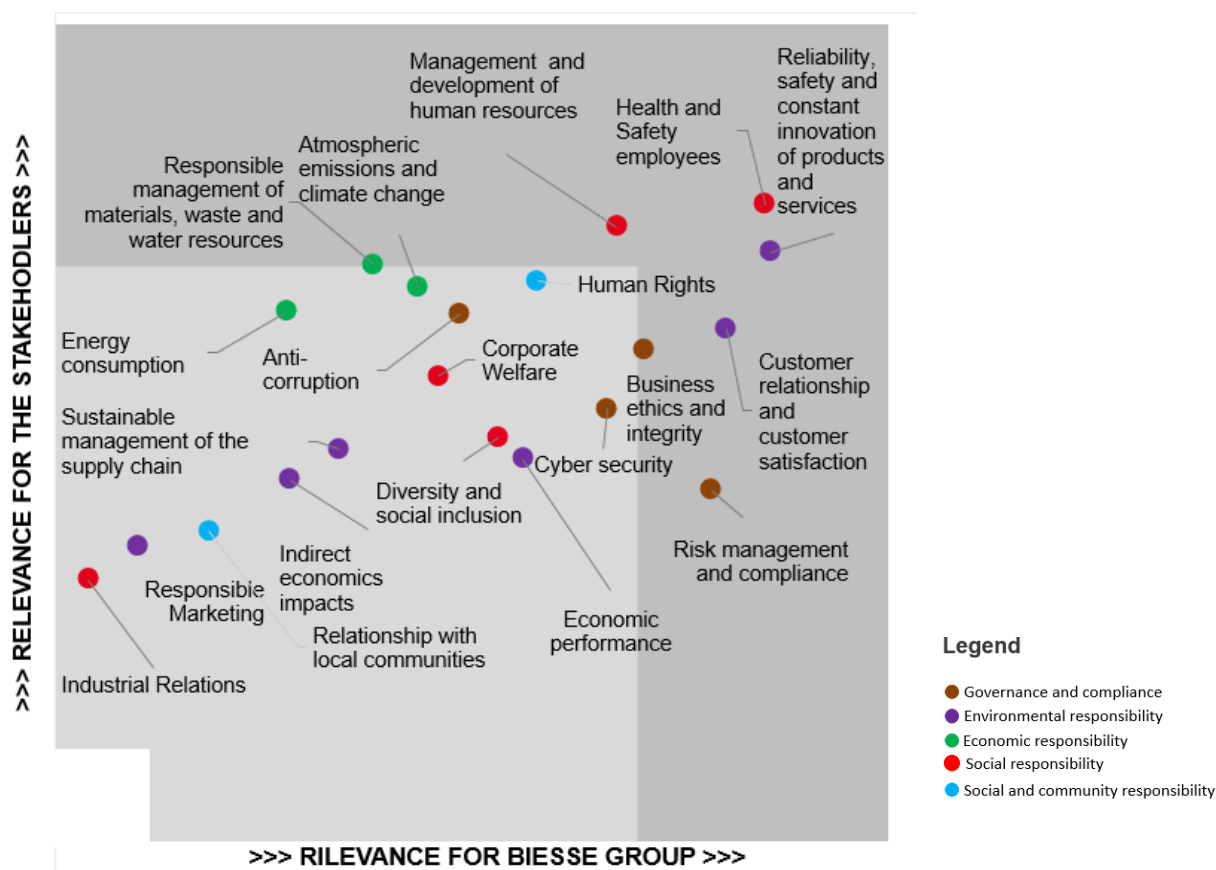 Management and
development of
human resources
Reliability,
safety and
constant
innovation
of products
and
services
Health and
Safety
employees
Atmospheric
emissions and
climate change
Responsible
management of
materials, waste and
water resources
Human Rights
Energy
consumption
Anti-
corruption
Corporate
Welfare
Business
ethics and
integrity
Customer
relationship
and
customer
satisfaction
Sustainable
management of the
supply chain
Cyber security
Diversity and
social inclusion
Indirect
economics
impacts
Risk management
and compliance
Responsible
Marketing
Economic
performance
Relationship with
local communities
Industrial Relations
>>> RELEVANCE FOR THE STAKEHODLERS >>>
>>> RILEVANCE FOR BIESSE GROUP >>>
Legend
Governance and compliance
Environmental responsibility
Economic responsibility
Social responsibility
Social and community responsibility